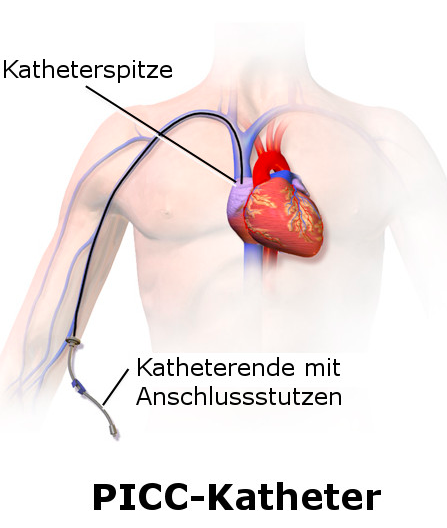 Katheterspitze
Katheterende mit
Anschlussstutzen
PICC-Katheter